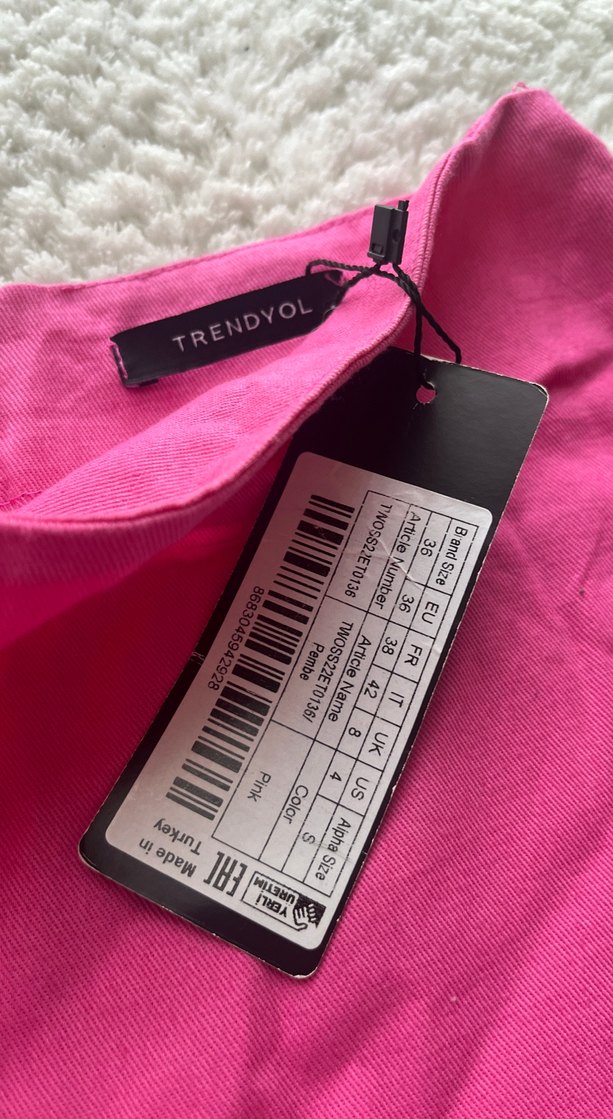 TRENDYOL
Brand Size EU FR IT UK US Alpha Size
36 36 38 42 8 4 S
Article Number Article Name Color
TWOSS22ET0136 TWOSS22ET0136/ Pink
Pembe
8683045942928
Made in
Turkey
EAC
YERLİ
ÜRETİM